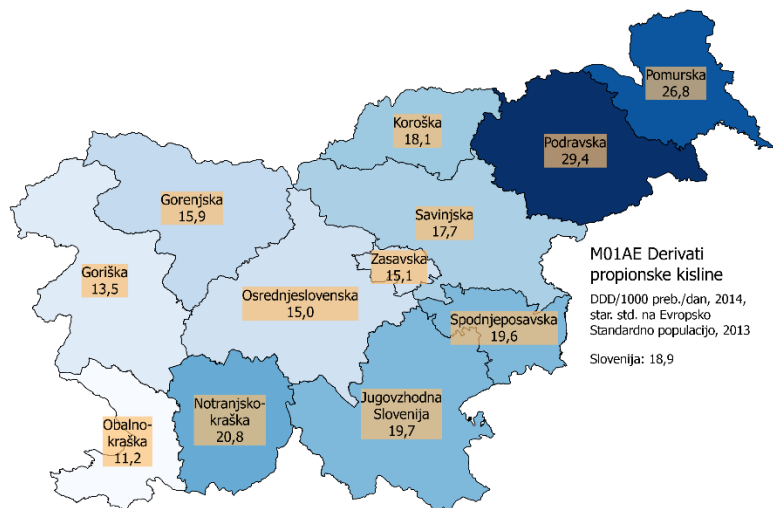 Pomurska
26,8
Koroška
18,1
Podravska
29,4
Gorenjska
15,9
Savinjska
17,7
Goriška
13,5
Zasavska
15,1
Osrednjeslovenska
15,0
Spodnjeposavska
19,6
Notranjsko-
kraška
20,8
Jugovzhodna
Slovenija
19,7
Obalno-
kraška
11,2
M01AE Derivati
propionske kisline
DDD/1000 preb./dan, 2014,
star. std. na Evropsko
Standardno populacijo, 2013
Slovenija: 18,9